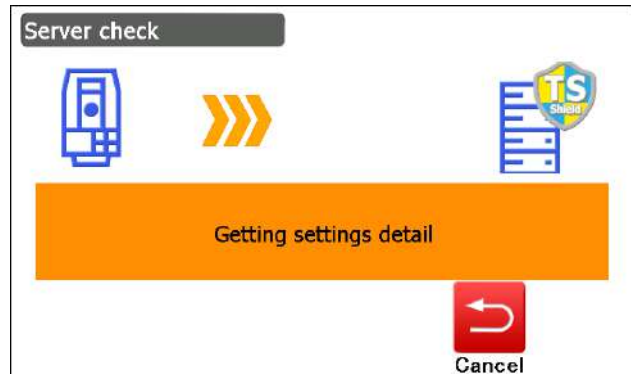 Server check
TS
Shield
Getting settings detail
Cancel